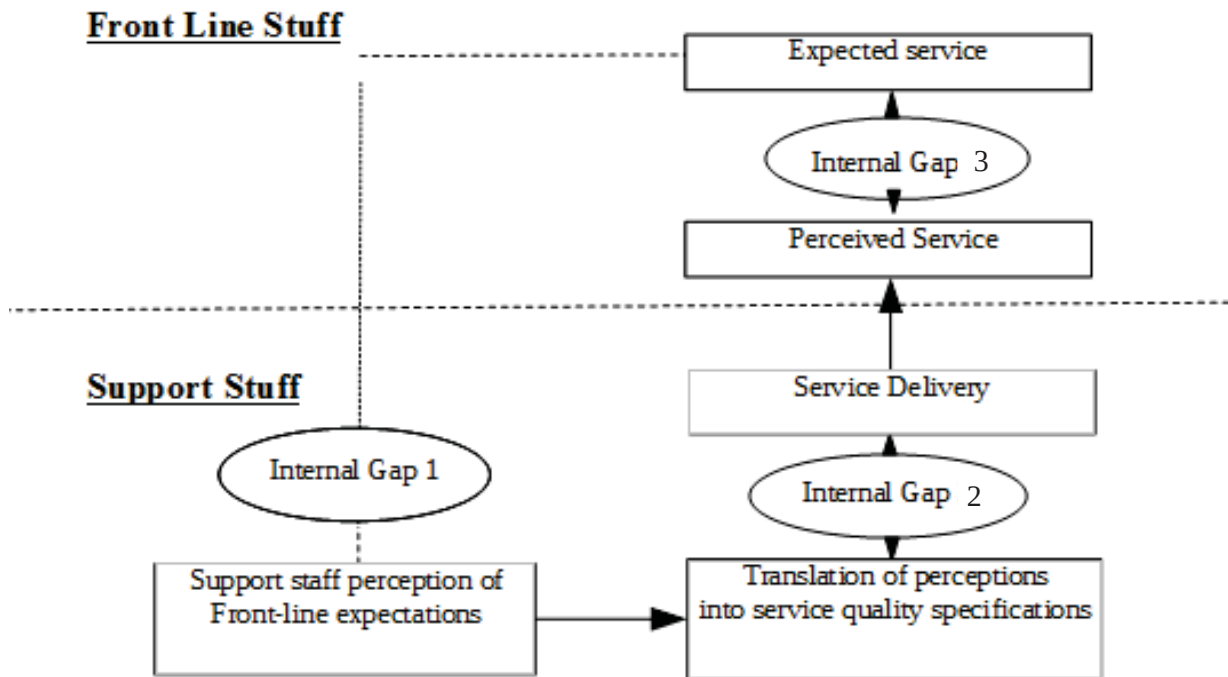 Front Line Stuff
Expected service
Internal Gap 3
Perceived Service
Support Stuff
Service Delivery
Internal Gap 1
Internal Gap 2
Support staff perception of
Front-line expectations
Translation of perceptions
into service quality specifications